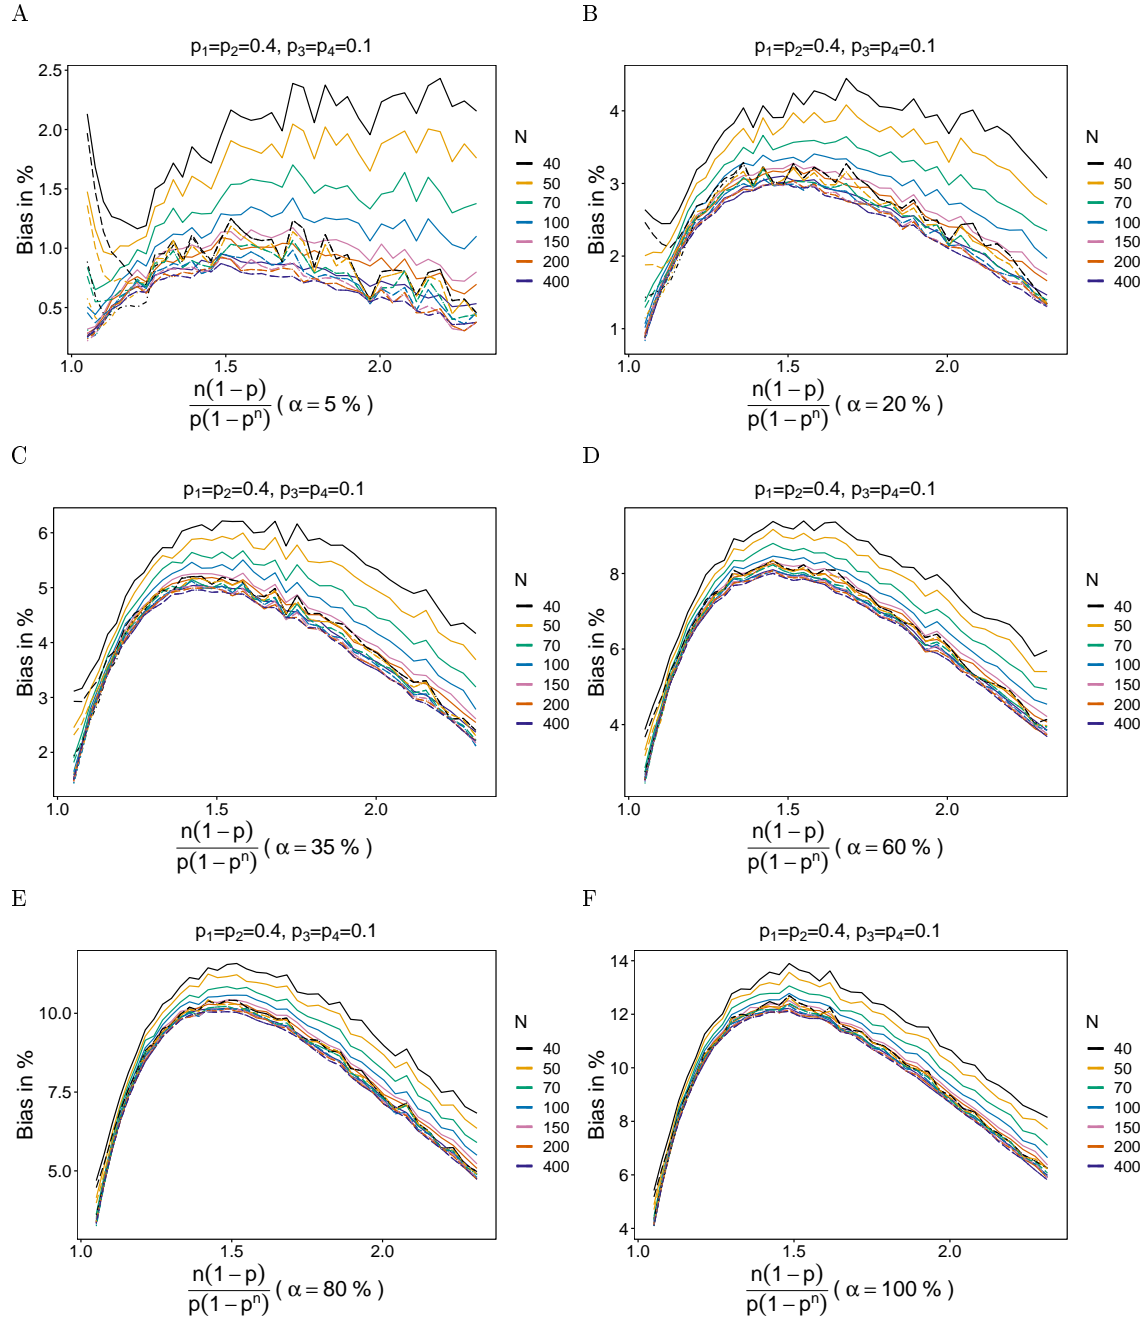 A
p1=p2=0.4, p3=p4=0.1
2.5
2.0
1.5
1.0
0.5
Bias in %
1.0 1.5 2.0
n(1−p)
p(1−pⁿ) ( α = 5 % )
N
40
50
70
100
150
200
400
B
p1=p2=0.4, p3=p4=0.1
4
3
2
1
Bias in %
1.0 1.5 2.0
n(1−p)
p(1−pⁿ) ( α = 20 % )
N
40
50
70
100
150
200
400
C
p1=p2=0.4, p3=p4=0.1
6
5
4
3
2
Bias in %
1.0 1.5 2.0
n(1−p)
p(1−pⁿ) ( α = 35 % )
N
40
50
70
100
150
200
400
D
p1=p2=0.4, p3=p4=0.1
8
6
4
Bias in %
1.0 1.5 2.0
n(1−p)
p(1−pⁿ) ( α = 60 % )
N
40
50
70
100
150
200
400
E
p1=p2=0.4, p3=p4=0.1
10.0
7.5
5.0
Bias in %
1.0 1.5 2.0
n(1−p)
p(1−pⁿ) ( α = 80 % )
N
40
50
70
100
150
200
400
F
p1=p2=0.4, p3=p4=0.1
14
12
10
8
6
4
Bias in %
1.0 1.5 2.0
n(1−p)
p(1−pⁿ) ( α = 100 % )
N
40
50
70
100
150
200
400